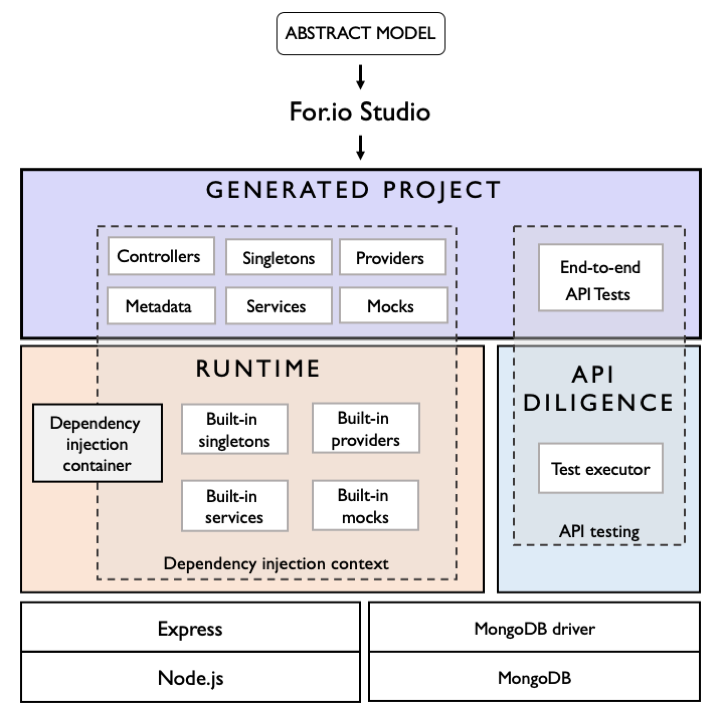 ABSTRACT MODEL
For.io Studio
GENERATED PROJECT
Controllers
Singletons
Providers
Metadata
Services
Mocks
End-to-end
API Tests
RUNTIME
Dependency
injection
container
Built-in
singletons
Built-in
providers
Built-in
services
Built-in
mocks
Dependency injection context
API
DILIGENCE
Test executor
API testing
Express
MongoDB driver
Node.js
MongoDB